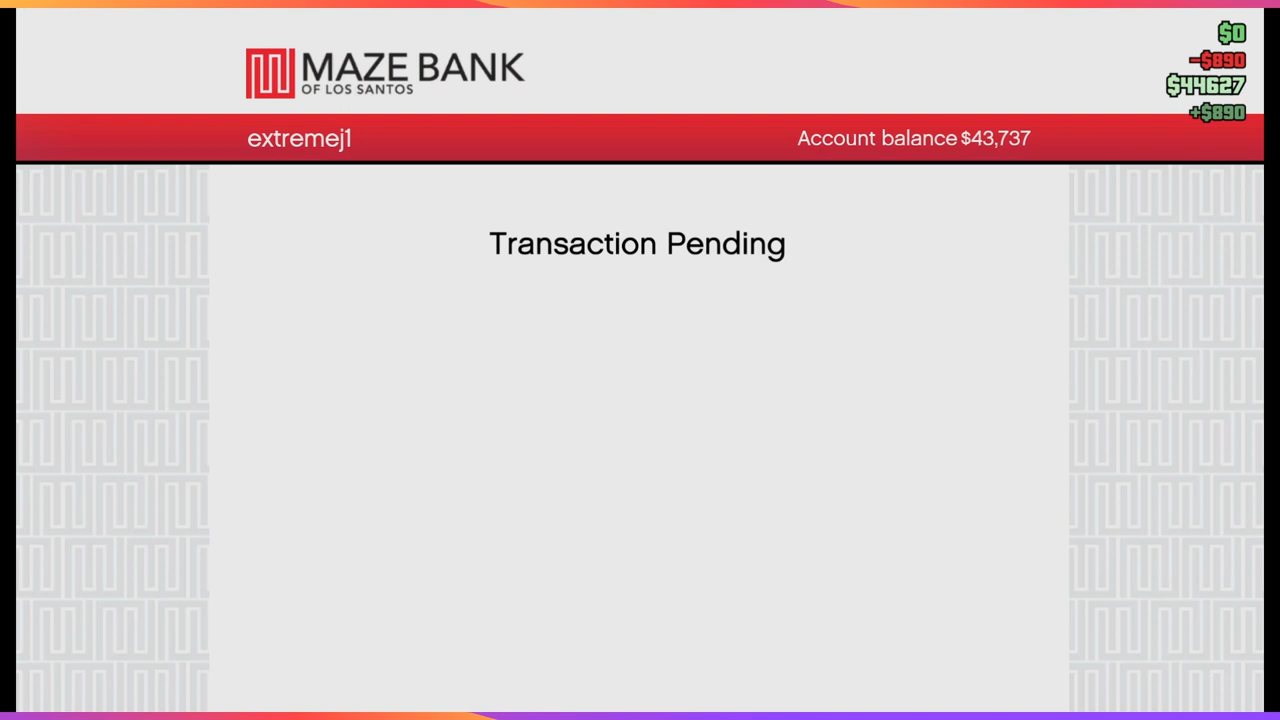 MAZE BANK
OF LOS SANTOS
$0
-$890
$44627
+$890
extremej1
Account balance $43,737
Transaction Pending